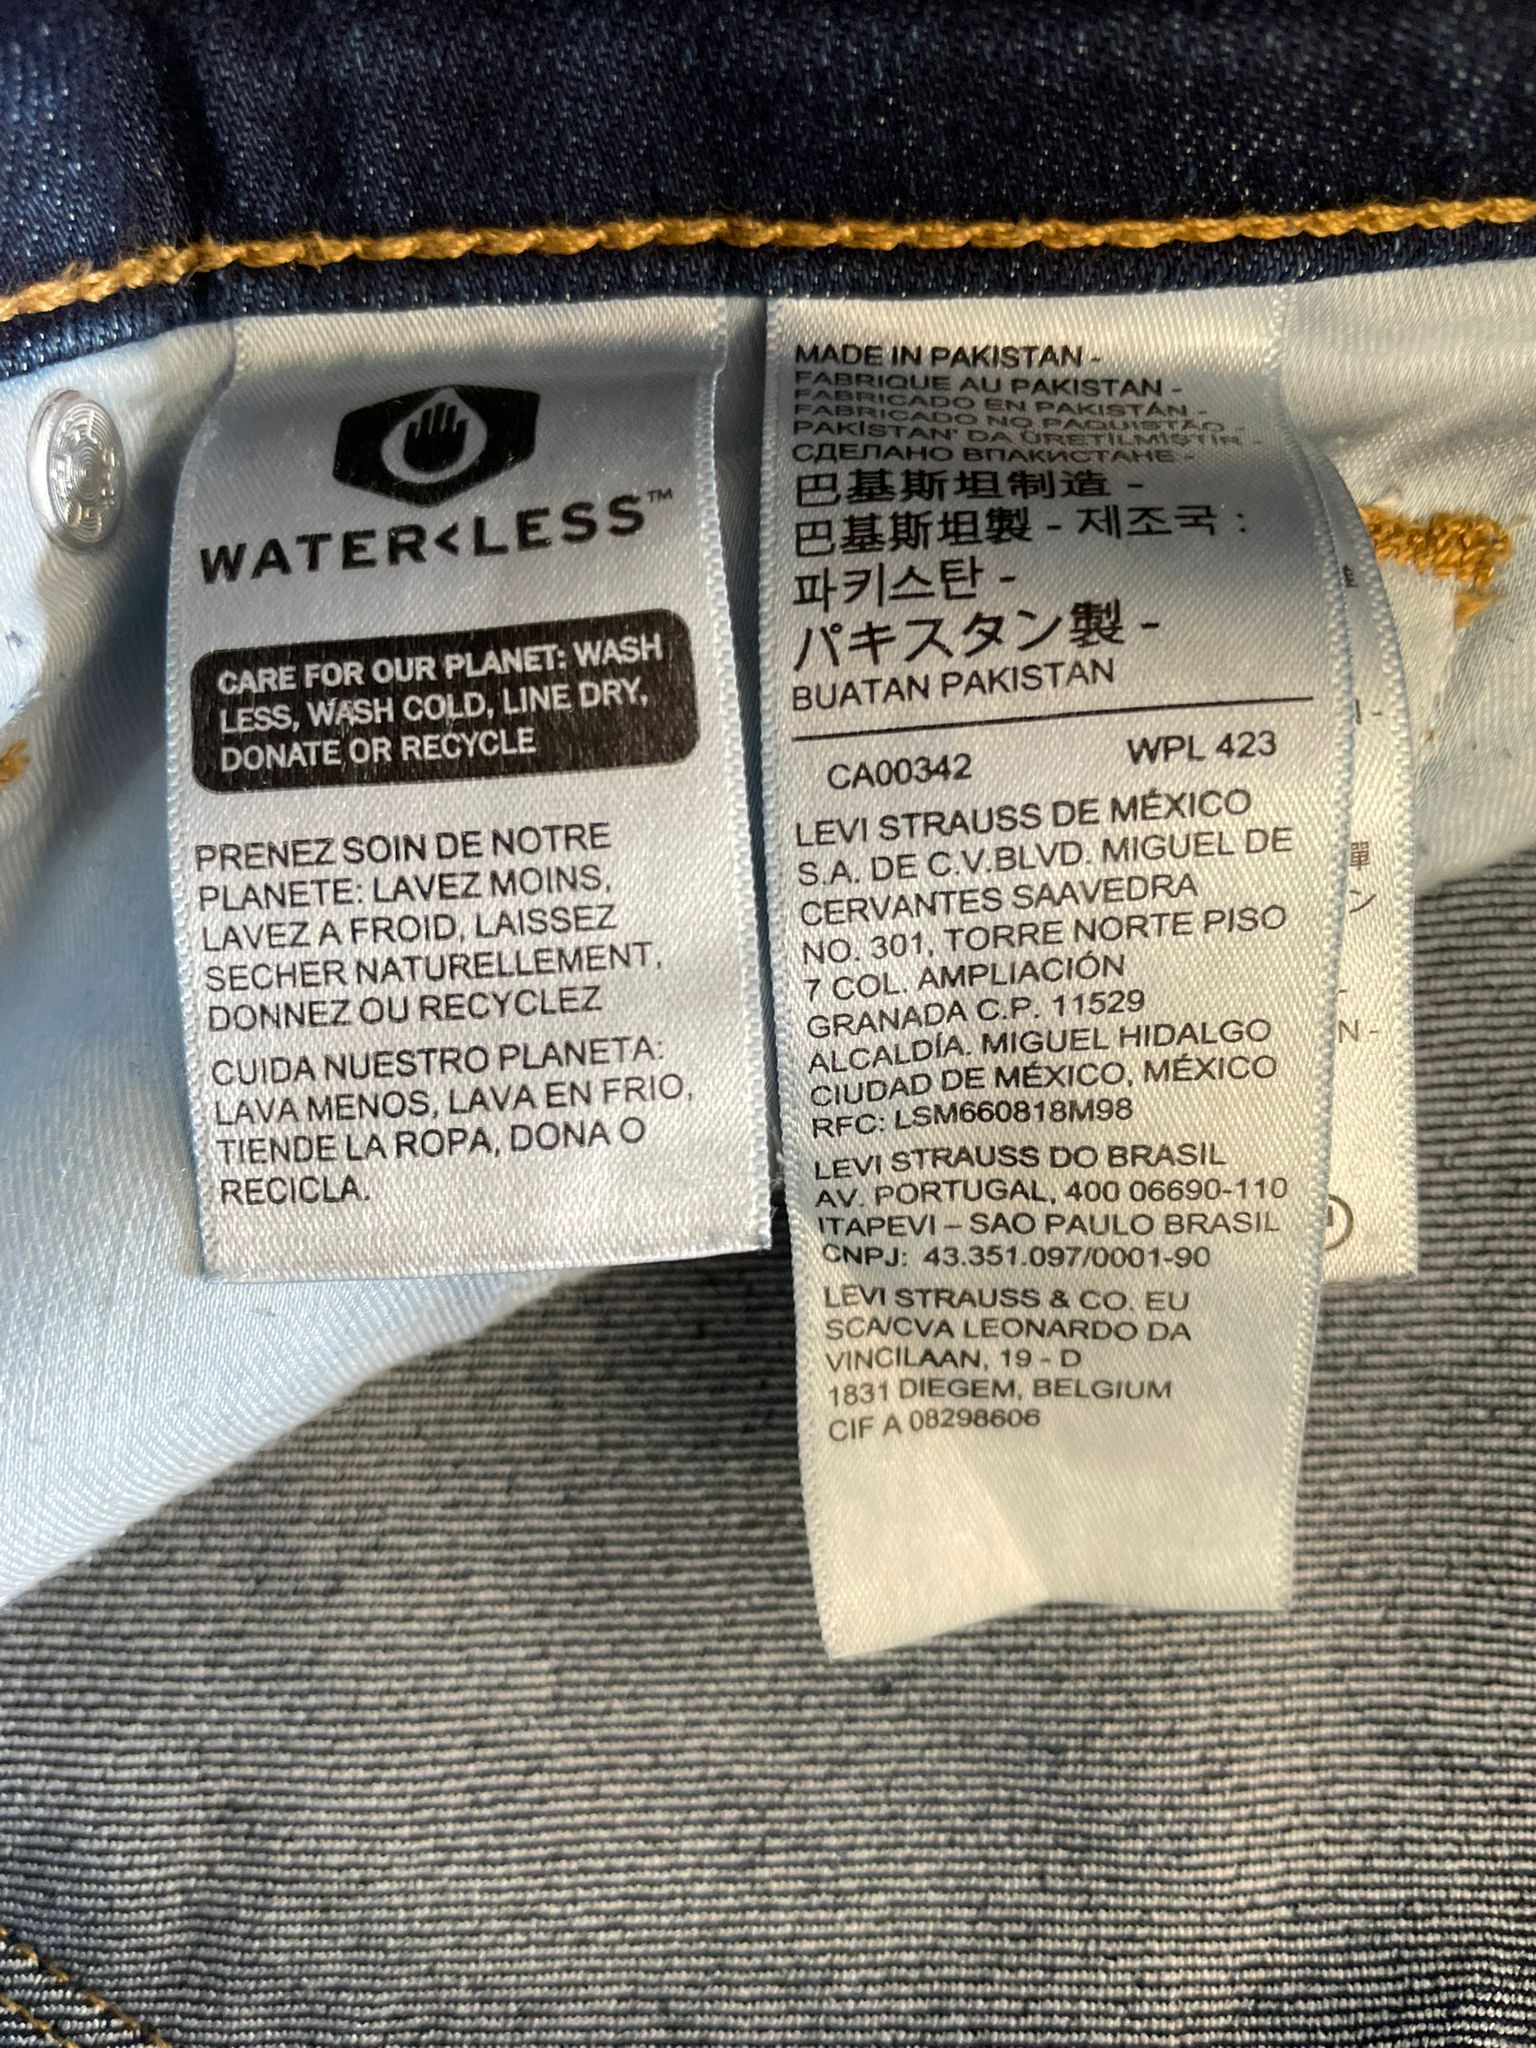 WATER<LESS™
CARE FOR OUR PLANET: WASH
LESS, WASH COLD, LINE DRY,
DONATE OR RECYCLE
PRENEZ SOIN DE NOTRE
PLANETE: LAVEZ MOINS,
LAVEZ A FROID, LAISSEZ
SECHER NATURELLEMENT,
DONNEZ OU RECYCLEZ
CUIDA NUESTRO PLANETA:
LAVA MENOS, LAVA EN FRIO,
TIENDE LA ROPA, DONA O
RECICLA.
MADE IN PAKISTAN -
FABRIQUE AU PAKISTAN -
FABRICADO EN PAKISTÁN -
FABRICADO NO PAQUISTÃO -
PAKİSTAN' DA ÜRETİLMİŞTİR -
СДЕЛАНО ВПАКИСТАНЕ -
巴基斯坦制造 -
巴基斯坦製 - 제조국 :
파키스탄 -
パキスタン製 -
BUATAN PAKISTAN
CA00342 WPL 423
LEVI STRAUSS DE MÉXICO
S.A. DE C.V.BLVD. MIGUEL DE
CERVANTES SAAVEDRA
NO. 301, TORRE NORTE PISO
7 COL. AMPLIACIÓN
GRANADA C.P. 11529
ALCALDÍA. MIGUEL HIDALGO
CIUDAD DE MÉXICO, MÉXICO
RFC: LSM660818M98
LEVI STRAUSS DO BRASIL
AV. PORTUGAL, 400 06690-110
ITAPEVI – SAO PAULO BRASIL
CNPJ: 43.351.097/0001-90
LEVI STRAUSS & CO. EU
SCA/CVA LEONARDO DA
VINCILAAN, 19 - D
1831 DIEGEM, BELGIUM
CIF A 08298606